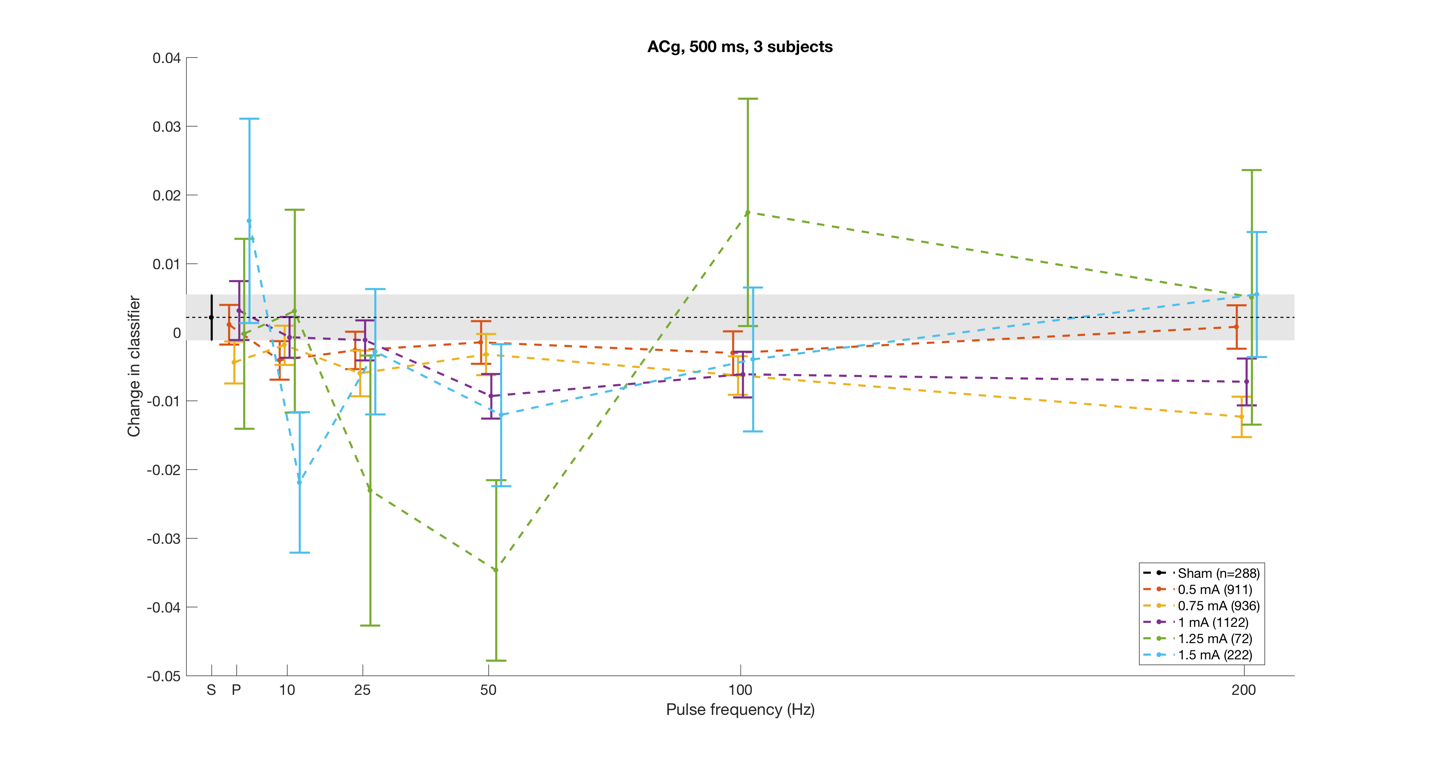 ACg, 500 ms, 3 subjects
0.04
0.03
0.02
0.01
0
-0.01
-0.02
-0.03
-0.04
-0.05
Change in classifier
S P 10 25 50 100 200
Pulse frequency (Hz)
Sham (n=288)
0.5 mA (911)
0.75 mA (936)
1 mA (1122)
1.25 mA (72)
1.5 mA (222)